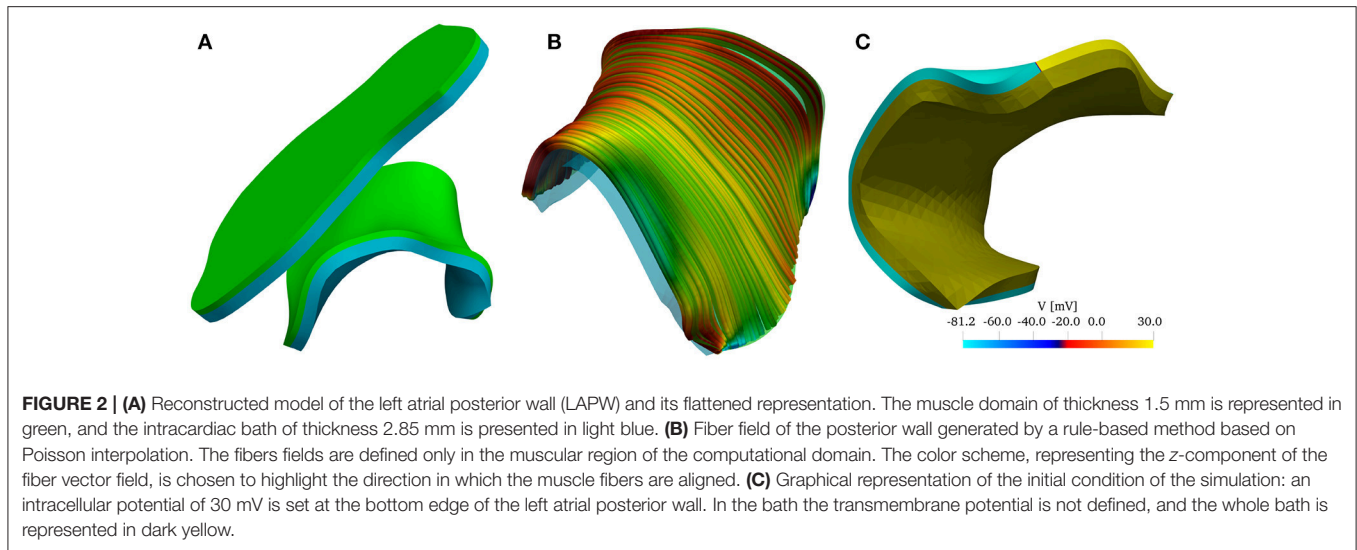 A
B
C
V [mV]
-81.2 -60.0 -40.0 -20.0 0.0 30.0
FIGURE 2 | (A) Reconstructed model of the left atrial posterior wall (LAPW) and its flattened representation. The muscle domain of thickness 1.5 mm is represented in
green, and the intracardiac bath of thickness 2.85 mm is presented in light blue. (B) Fiber field of the posterior wall generated by a rule-based method based on
Poisson interpolation. The fibers fields are defined only in the muscular region of the computational domain. The color scheme, representing the z-component of the
fiber vector field, is chosen to highlight the direction in which the muscle fibers are aligned. (C) Graphical representation of the initial condition of the simulation: an
intracellular potential of 30 mV is set at the bottom edge of the left atrial posterior wall. In the bath the transmembrane potential is not defined, and the whole bath is
represented in dark yellow.